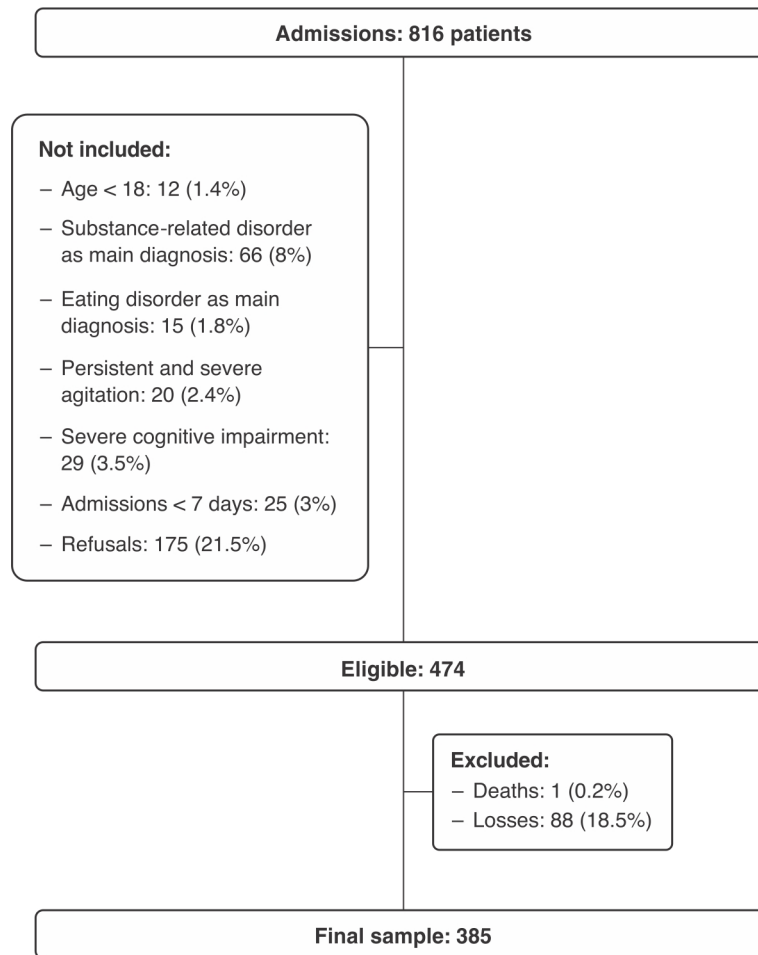 Admissions: 816 patients
Not included:
– Age < 18: 12 (1.4%)
– Substance-related disorder
as main diagnosis: 66 (8%)
– Eating disorder as main
diagnosis: 15 (1.8%)
– Persistent and severe
agitation: 20 (2.4%)
– Severe cognitive impairment:
29 (3.5%)
– Admissions < 7 days: 25 (3%)
– Refusals: 175 (21.5%)
Eligible: 474
Excluded:
– Deaths: 1 (0.2%)
– Losses: 88 (18.5%)
Final sample: 385